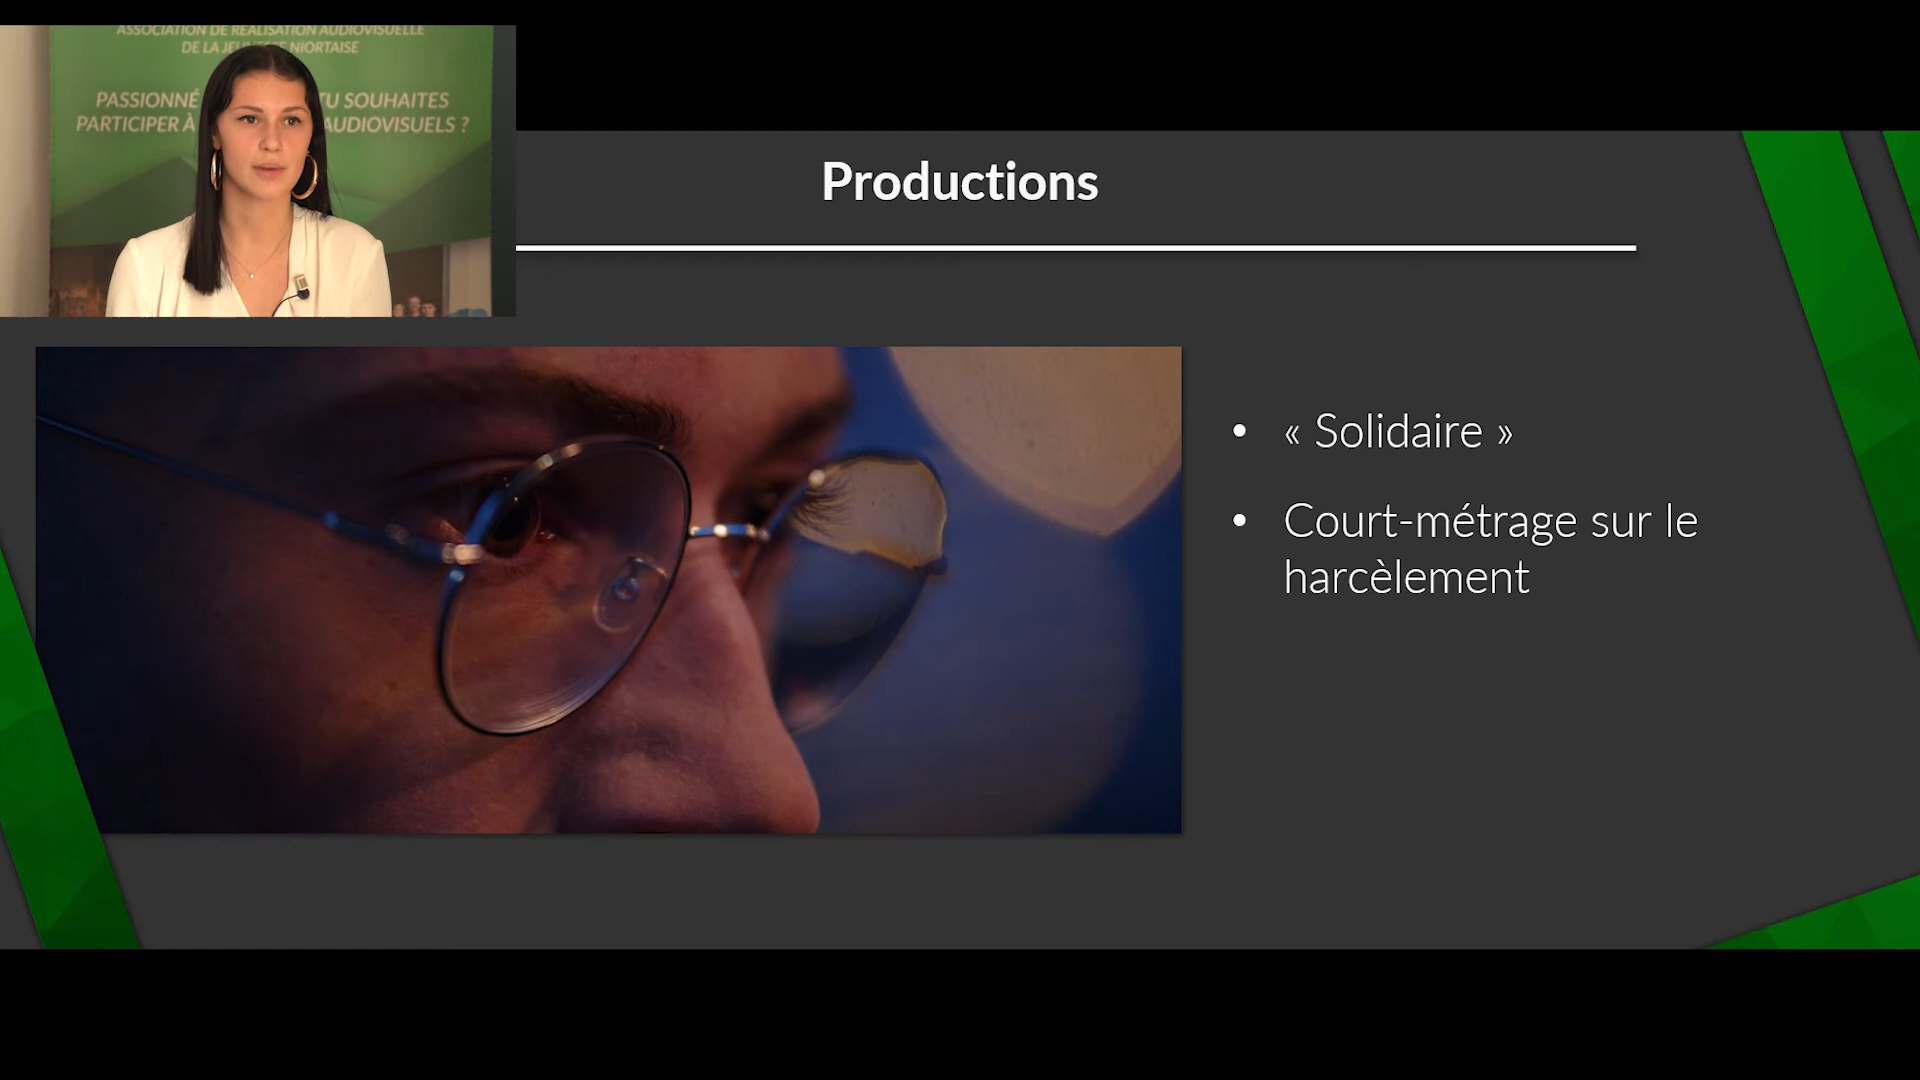 ASSOCIATION DE RÉALISATION AUDIOVISUELLE
DE LA JEUNESSE NIORTAISE
PASSIONNÉ TU SOUHAITES
PARTICIPER À AUDIOVISUELS ?
Productions
• « Solidaire »
• Court-métrage sur le
harcèlement